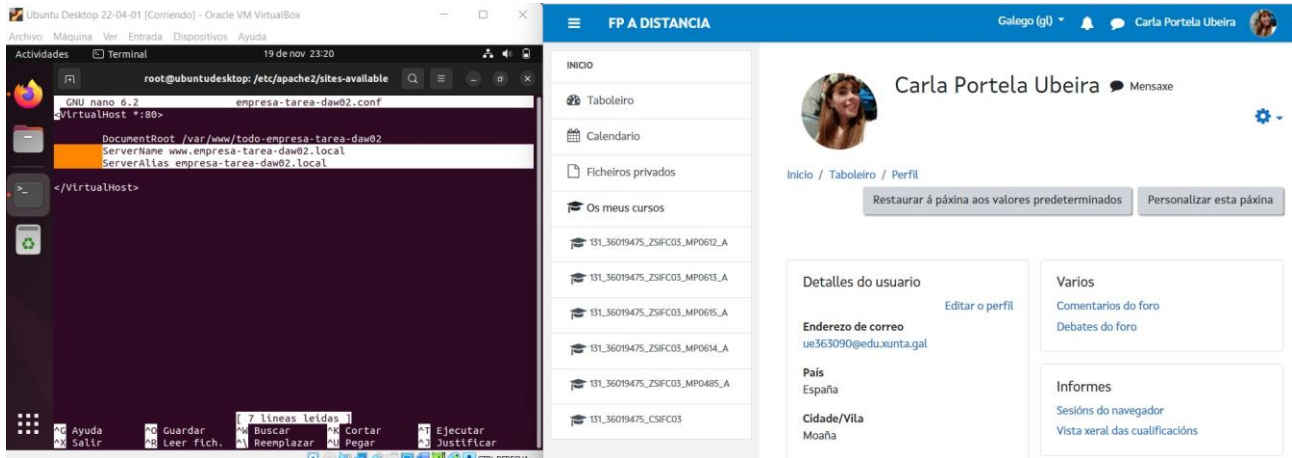 Ubuntu Desktop 22-04-01 [Corriendo] - Oracle VM VirtualBox
Archivo Máquina Ver Entrada Dispositivos Ayuda
Actividades Terminal 19 de nov 23:20
root@ubuntudesktop: /etc/apache2/sites-available
GNU nano 6.2 empresa-tarea-daw02.conf
<VirtualHost *:80>
DocumentRoot /var/www/todo-empresa-tarea-daw02
ServerName www.empresa-tarea-daw02.local
ServerAlias empresa-tarea-daw02.local
</VirtualHost>
[ 7 líneas leídas ]
^G Ayuda ^O Guardar ^W Buscar ^K Cortar ^T Ejecutar
^X Salir ^R Leer fich. ^\ Reemplazar ^U Pegar ^J Justificar
FP A DISTANCIA
Galego (gl)
Carla Portela Ubeira
INICIO
Taboleiro
Calendario
Ficheiros privados
Os meus cursos
131_36019475_ZSIFC03_MP0612_A
131_36019475_ZSIFC03_MP0613_A
131_36019475_ZSIFC03_MP0615_A
131_36019475_ZSIFC03_MP0614_A
131_36019475_ZSIFC03_MP0485_A
131_36019475_CSIFC03
Carla Portela Ubeira Mensaxe
Inicio / Taboleiro / Perfil
Restaurar á páxina aos valores predeterminados
Personalizar esta páxina
Detalles do usuario
Editar o perfil
Enderezo de correo
ue363090@edu.xunta.gal
País
España
Cidade/Vila
Moaña
Varios
Comentarios do foro
Debates do foro
Informes
Sesións do navegador
Vista xeral das cualificacións